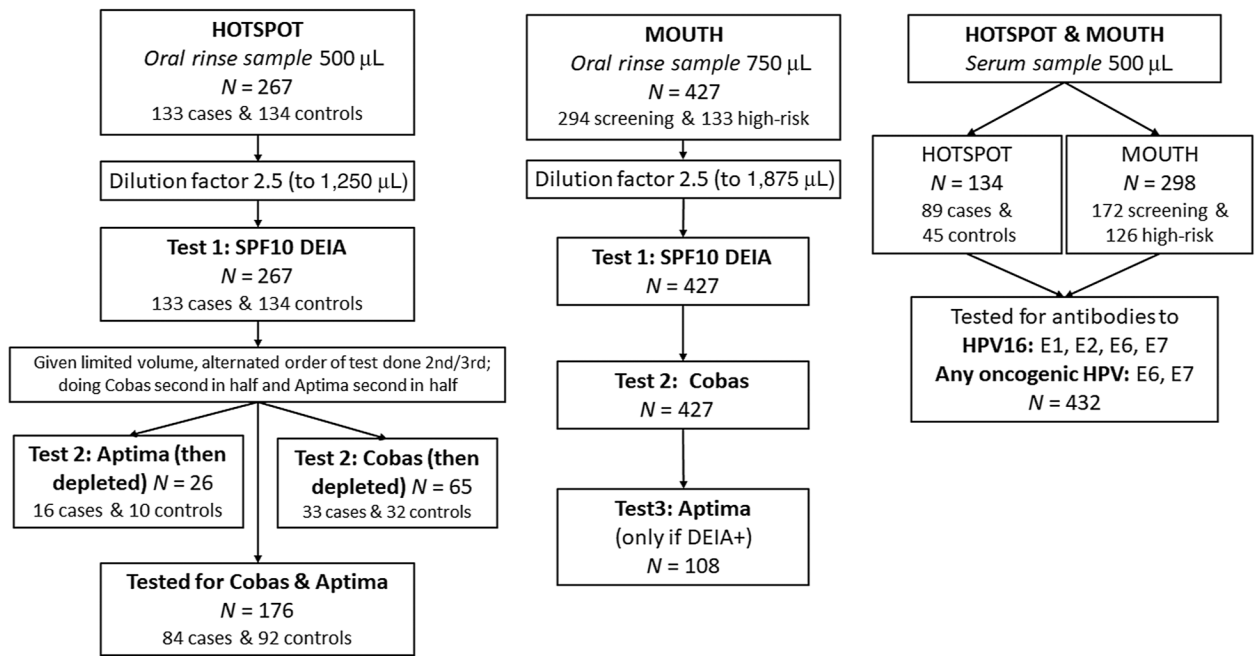 HOTSPOT
Oral rinse sample 500 μL
N = 267
133 cases & 134 controls
Dilution factor 2.5 (to 1,250 μL)
Test 1: SPF10 DEIA
N = 267
133 cases & 134 controls
Given limited volume, alternated order of test done 2nd/3rd;
doing Cobas second in half and Aptima second in half
Test 2: Aptima (then
depleted) N = 26
16 cases & 10 controls
Test 2: Cobas (then
depleted) N = 65
33 cases & 32 controls
Tested for Cobas & Aptima
N = 176
84 cases & 92 controls
MOUTH
Oral rinse sample 750 μL
N = 427
294 screening & 133 high-risk
Dilution factor 2.5 (to 1,875 μL)
Test 1: SPF10 DEIA
N = 427
Test 2: Cobas
N = 427
Test3: Aptima
(only if DEIA+)
N = 108
HOTSPOT & MOUTH
Serum sample 500 μL
HOTSPOT
N = 134
89 cases &
45 controls
MOUTH
N = 298
172 screening &
126 high-risk
Tested for antibodies to
HPV16: E1, E2, E6, E7
Any oncogenic HPV: E6, E7
N = 432